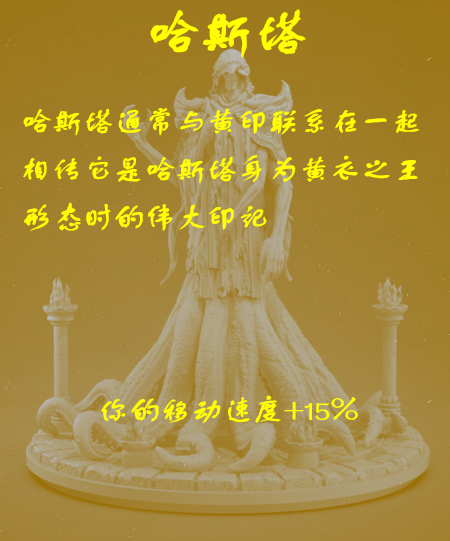 哈斯塔
哈斯塔通常与黄印联系在一起
相传它是哈斯塔身为黄衣之王
形态时的伟大印记
你的移动速度+15%